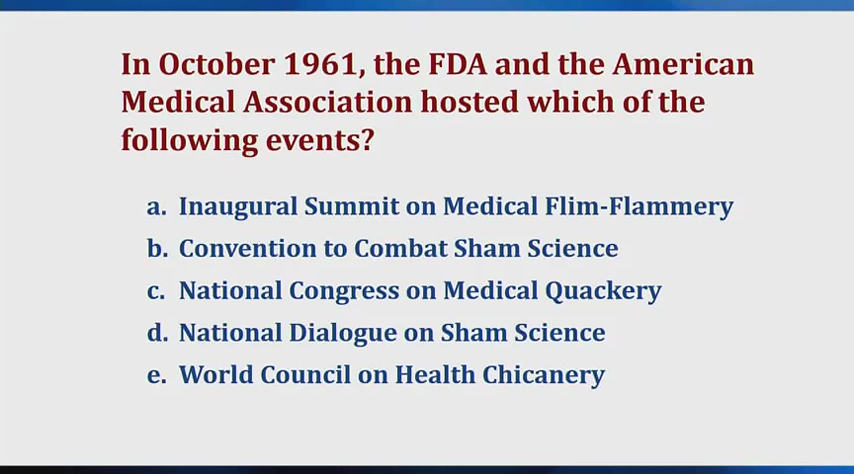 In October 1961, the FDA and the American
Medical Association hosted which of the
following events?
a. Inaugural Summit on Medical Flim-Flammery
b. Convention to Combat Sham Science
c. National Congress on Medical Quackery
d. National Dialogue on Sham Science
e. World Council on Health Chicanery